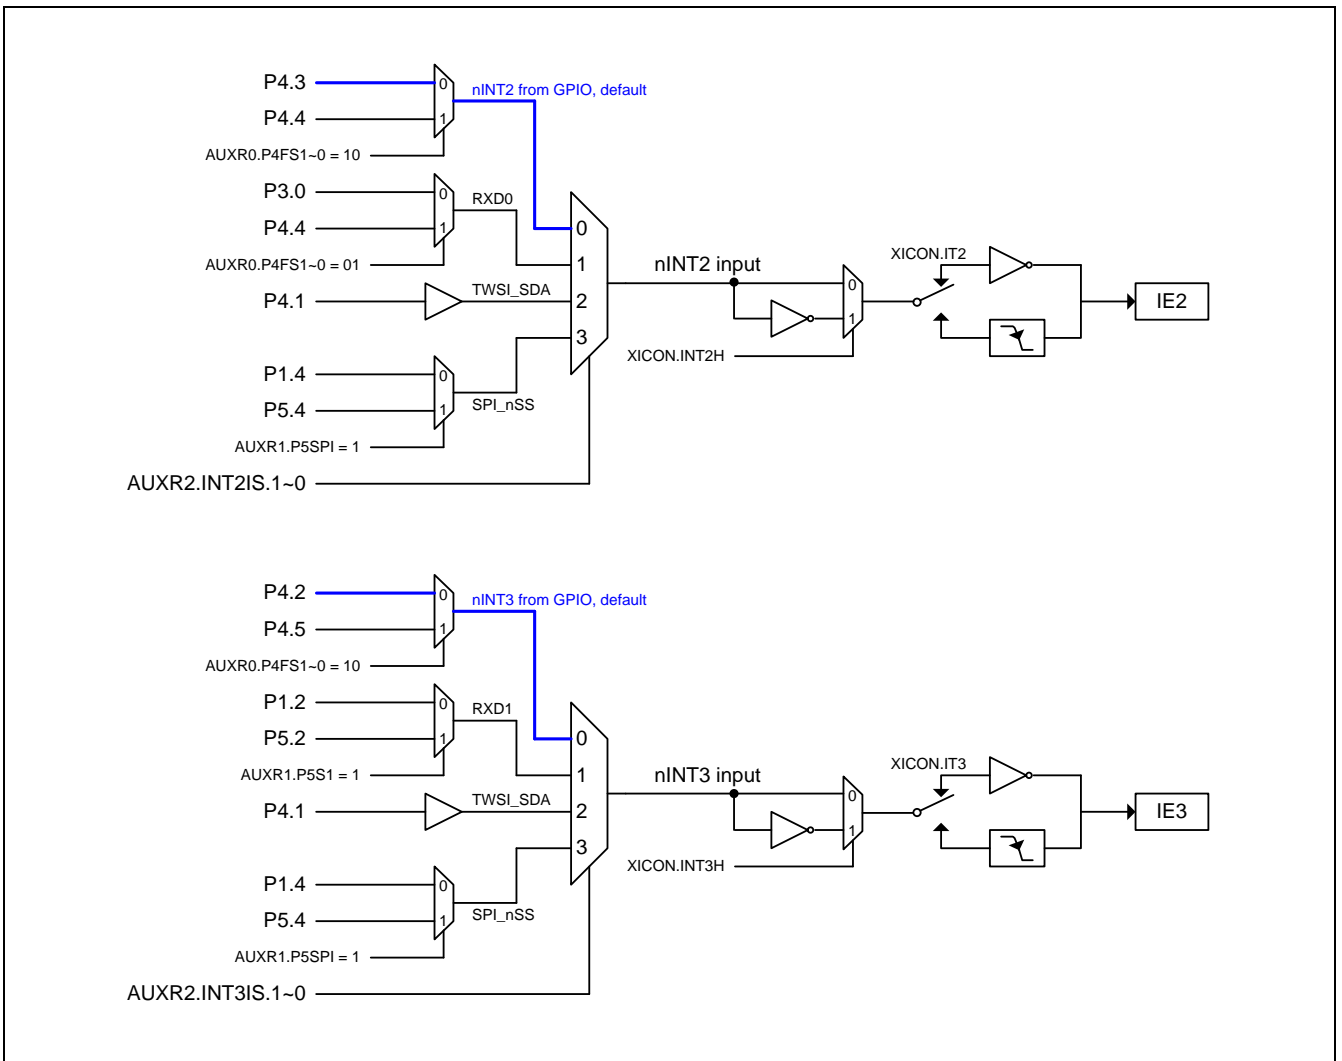 P4.3
0
nINT2 from GPIO, default
P4.4
1
AUXR0.P4FS1~0 = 10
P3.0
0
RXD0
P4.4
1
0
AUXR0.P4FS1~0 = 01
1
nINT2 input
XICON.IT2
P4.1
TWSI_SDA
2
0
IE2
3
1
XICON.INT2H
P1.4
0
SPI_nSS
P5.4
1
AUXR1.P5SPI = 1
AUXR2.INT2IS.1~0
P4.2
0
nINT3 from GPIO, default
P4.5
1
AUXR0.P4FS1~0 = 10
P1.2
0
RXD1
P5.2
1
0
AUXR1.P5S1 = 1
1
nINT3 input
XICON.IT3
P4.1
TWSI_SDA
2
0
IE3
3
1
XICON.INT3H
P1.4
0
SPI_nSS
P5.4
1
AUXR1.P5SPI = 1
AUXR2.INT3IS.1~0